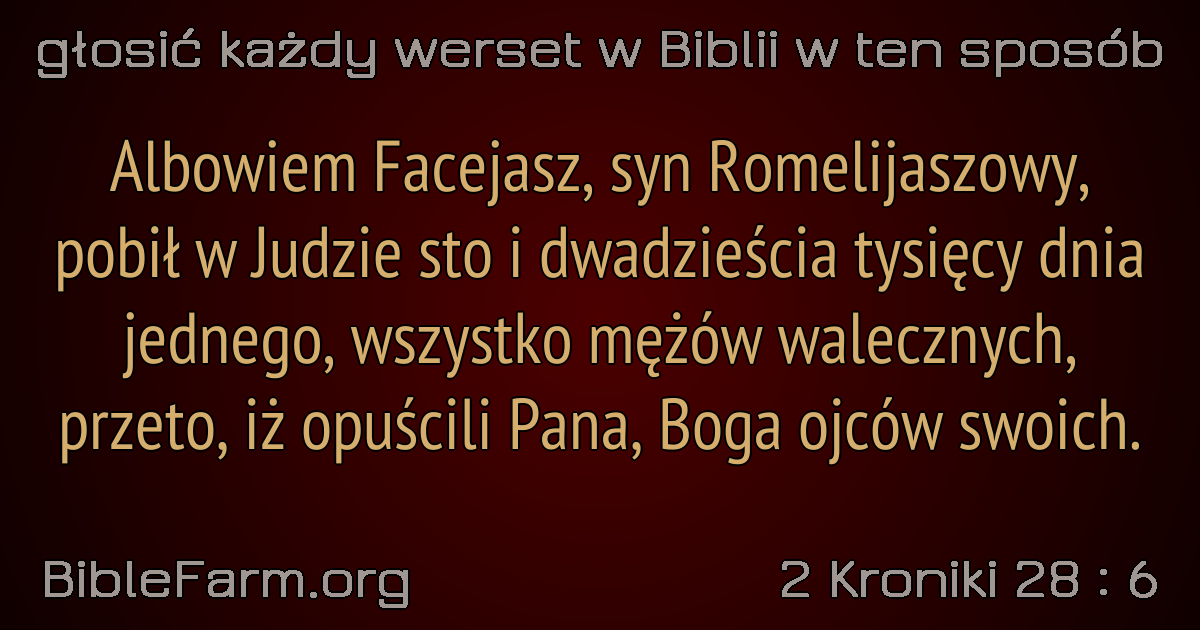 głosić każdy werset w Biblii w ten sposób
Albowiem Facejasz, syn Romelijaszowy,
pobił w Judzie sto i dwadzieścia tysięcy dnia
jednego, wszystko mężów walecznych,
przeto, iż opuścili Pana, Boga ojców swoich.
BibleFarm.org
2 Kroniki 28 : 6